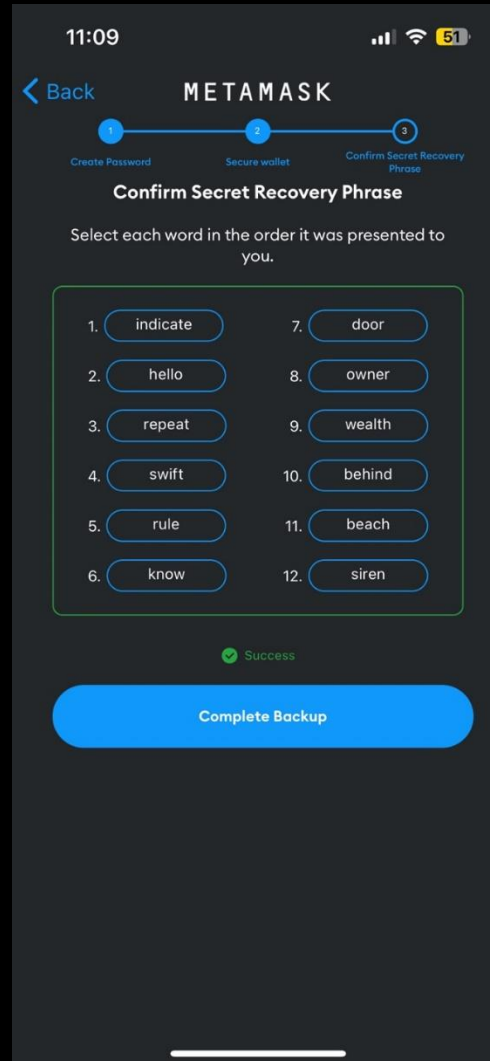 11:09
51
Back
METAMASK
1 2 3
Create Password Secure wallet Confirm Secret Recovery
Phrase
Confirm Secret Recovery Phrase
Select each word in the order it was presented to
you.
1. indicate 7. door
2. hello 8. owner
3. repeat 9. wealth
4. swift 10. behind
5. rule 11. beach
6. know 12. siren
Success
Complete Backup